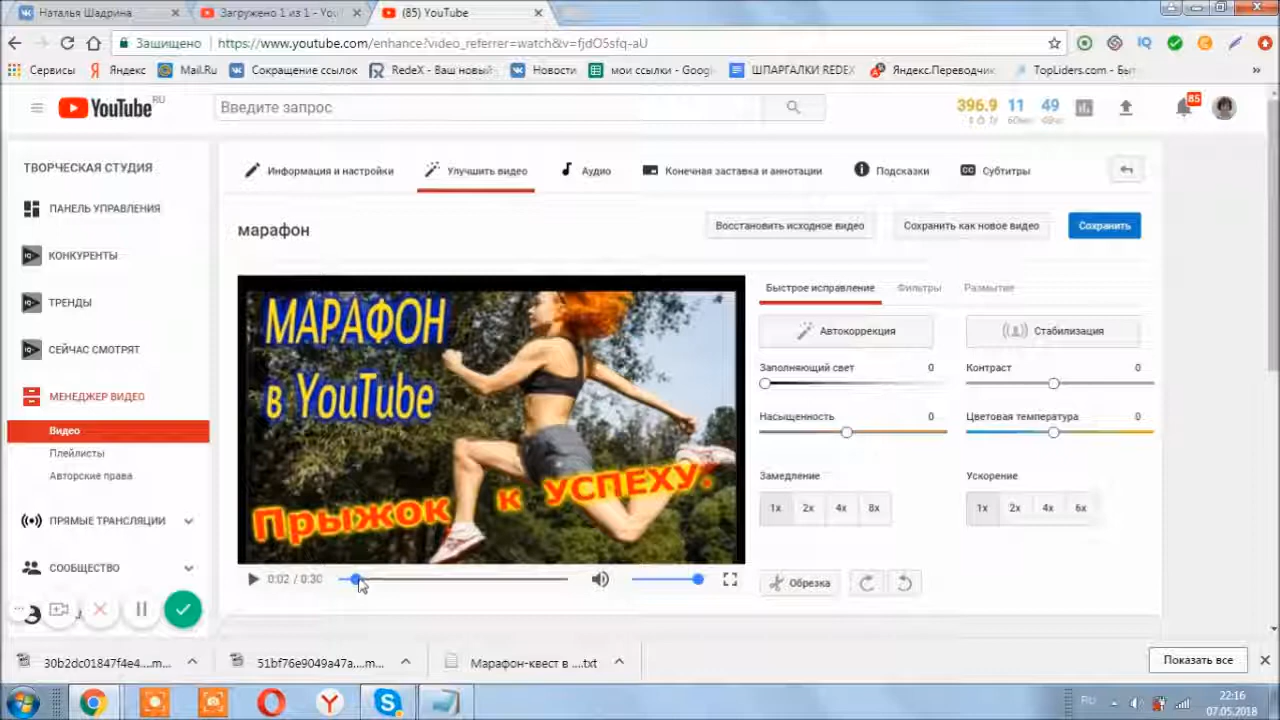 Наталья Шадрина
Загружено 1 из 1 - You
(85) YouTube
Защищено
https://www.youtube.com/enhance?video_referrer=watch&v=fjdO5sfq-aU
Сервисы
Яндекс
Mail.Ru
Сокращение ссылок
RedeX - Ваш новый
Новости
мои ссылки - Googl
ШПАРГАЛКИ REDEX
Яндекс.Переводчик
TopLiders.com - Быт
YouTube RU
Введите запрос
396.9 11 49
85
ТВОРЧЕСКАЯ СТУДИЯ
ПАНЕЛЬ УПРАВЛЕНИЯ
КОНКУРЕНТЫ
ТРЕНДЫ
СЕЙЧАС СМОТРЯТ
МЕНЕДЖЕР ВИДЕО
Видео
Плейлисты
Авторские права
ПРЯМЫЕ ТРАНСЛЯЦИИ
СООБЩЕСТВО
Информация и настройки
Улучшить видео
Аудио
Конечная заставка и аннотации
Подсказки
Субтитры
марафон
Восстановить исходное видео
Сохранить как новое видео
Сохранить
МАРАФОН
в YouTube
Прыжок к УСПЕХУ.
0:02 / 0:30
Быстрое исправление
Фильтры
Размытие
Автокоррекция
Стабилизация
Заполняющий свет 0
Контраст 0
Насыщенность 0
Цветовая температура 0
Замедление
Ускорение
1x 2x 4x 8x
1x 2x 4x 6x
Обрезка
30b2dc01847f4e4....m...
51bf76e9049a47a....m...
Марафон-квест в ....txt
Показать все
RU
22:16
07.05.2018